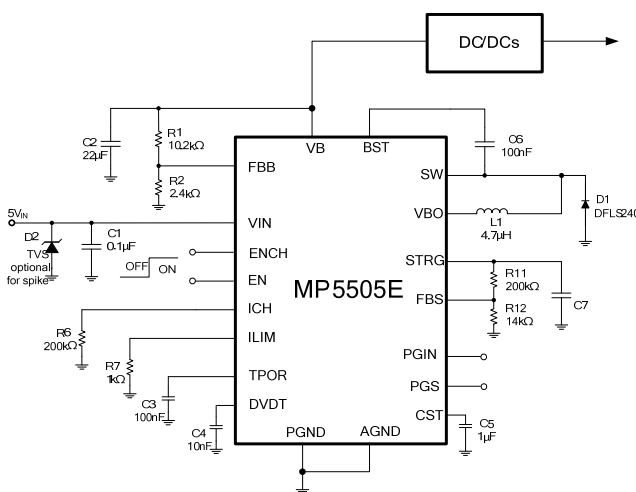 DC/DCs
C2
22µF
R1
10.2kΩ
R2
2.4kΩ
C6
100nF
VB
BST
FBB
SW
VBO
L1
4.7µH
D1
DFLS240
5VIN
D2
TVS
optional
for spike
C1
0.1µF
VIN
ENCH
OFF
ON
EN
ICH
ILIM
TPOR
DVDT
MP5505E
STRG
FBS
R11
200kΩ
R12
14kΩ
C7
PGIN
PGS
CST
C5
1µF
R6
200kΩ
R7
1kΩ
C3
100nF
C4
10nF
PGND
AGND